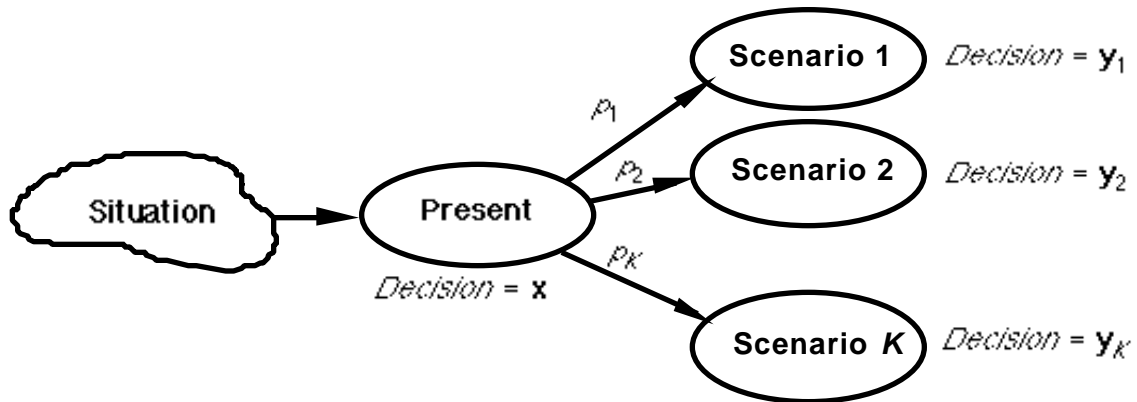 Scenario 1
Decision = y1
p1
Scenario 2
Decision = y2
p2
Situation
Present
pK
Decision = x
Scenario K
Decision = yK